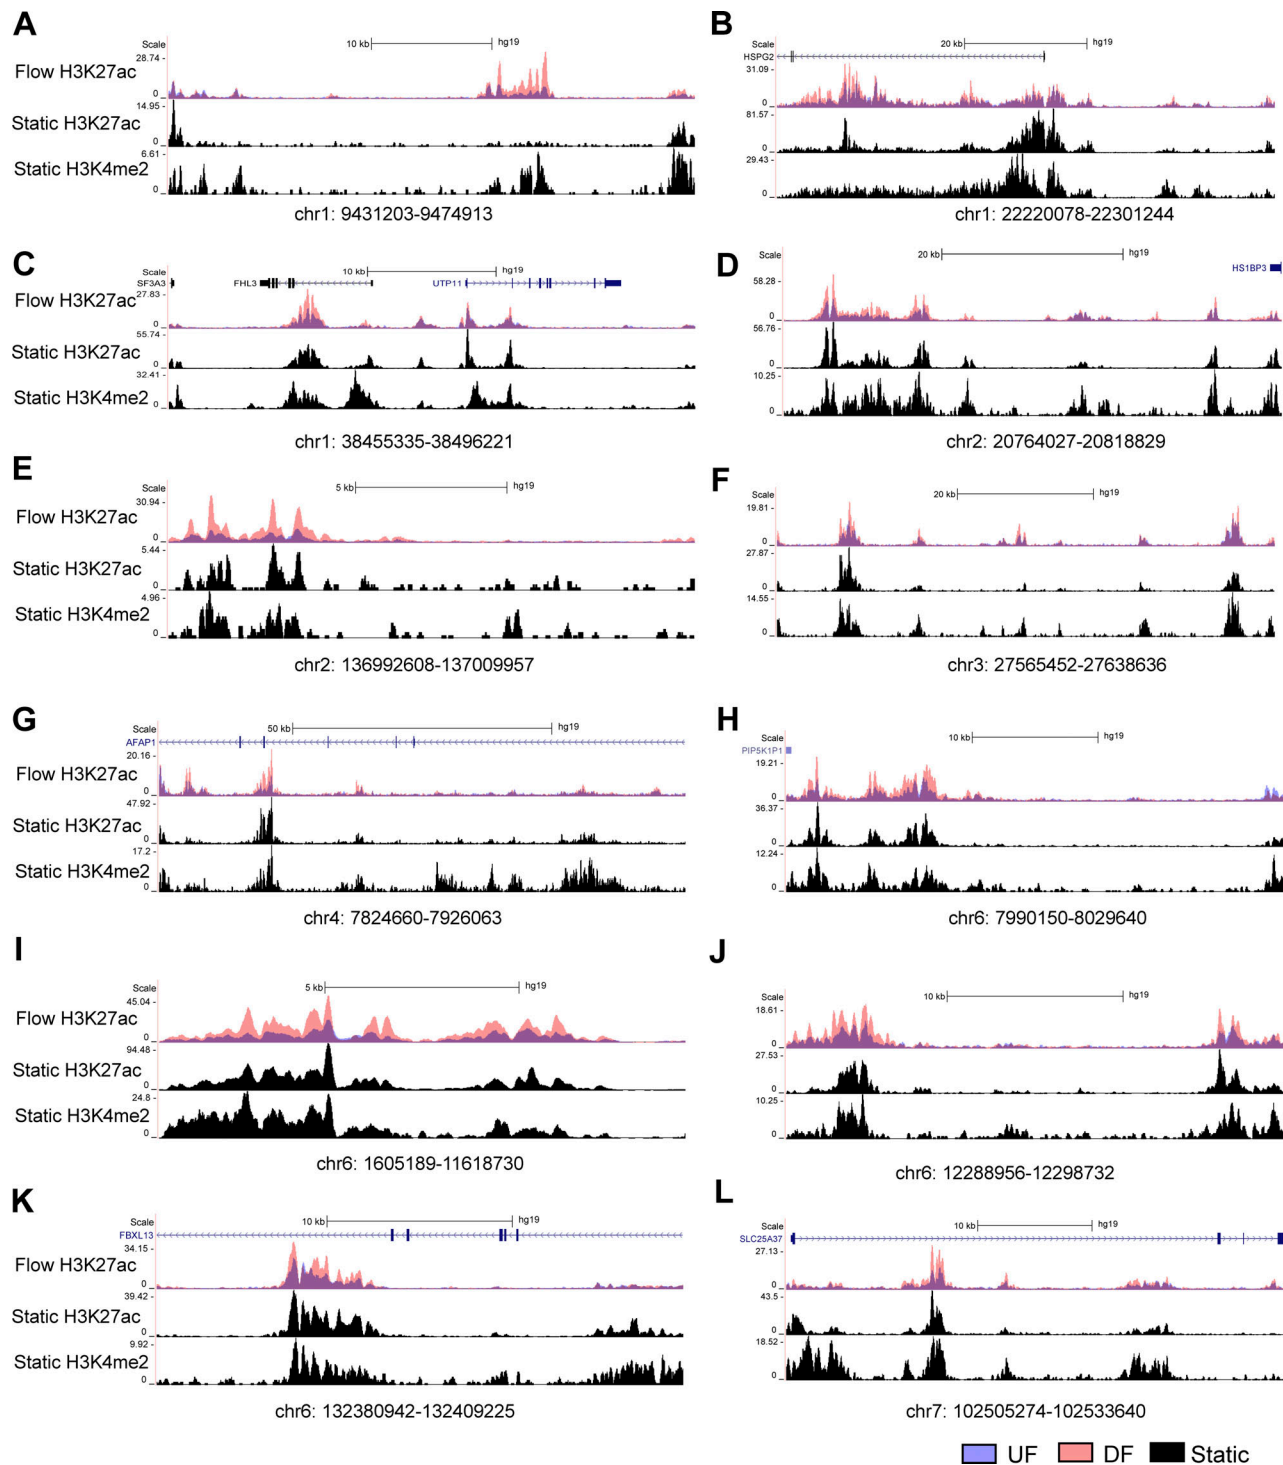 A
Scale 10 kb hg19
28.74 -
Flow H3K27ac
0 _
14.95 -
Static H3K27ac
0 _
6.61 -
Static H3K4me2
0 _
chr1: 9431203-9474913
B
Scale 20 kb hg19
HSPG2
31.09 -
0 _
81.57 -
0 _
29.43 -
0 _
chr1: 22220078-22301244
C
Scale 10 kb hg19
SF3A3 FHL3 UTP11
Flow H3K27ac 27.83 -
0 _
55.74 -
Static H3K27ac
0 _
32.41 -
Static H3K4me2
0 _
chr1: 38455335-38496221
D
Scale 20 kb hg19
HS1BP3
58.28 -
0 _
56.76 -
0 _
10.25 -
0 _
chr2: 20764027-20818829
E
Scale 5 kb hg19
30.94 -
Flow H3K27ac
0 _
5.44 -
Static H3K27ac
0 _
4.96 -
Static H3K4me2
0 _
chr2: 136992608-137009957
F
Scale 20 kb hg19
19.81 -
0 _
27.87 -
0 _
14.55 -
0 _
chr3: 27565452-27638636
G
Scale 50 kb hg19
AFAP1
20.16 -
Flow H3K27ac
0 _
47.92 -
Static H3K27ac
0 _
17.2 -
Static H3K4me2
0 _
chr4: 7824660-7926063
H
Scale 10 kb hg19
PIP5K1P1
19.21 -
0 _
36.37 -
0 _
12.24 -
0 _
chr6: 7990150-8029640
I
Scale 5 kb hg19
45.04 -
Flow H3K27ac
0 _
94.48 -
Static H3K27ac
0 _
24.8 -
Static H3K4me2
0 _
chr6: 1605189-11618730
J
Scale 10 kb hg19
18.61 -
0 _
27.53 -
0 _
10.25 -
0 _
chr6: 12288956-12298732
K
Scale 10 kb hg19
FBXL13
34.15 -
Flow H3K27ac
0 _
39.42 -
Static H3K27ac
0 _
9.92 -
Static H3K4me2
0 _
chr6: 132380942-132409225
L
Scale 10 kb hg19
SLC25A37
27.13 -
0 _
43.5 -
0 _
18.52 -
0 _
chr7: 102505274-102533640
UF DF Static